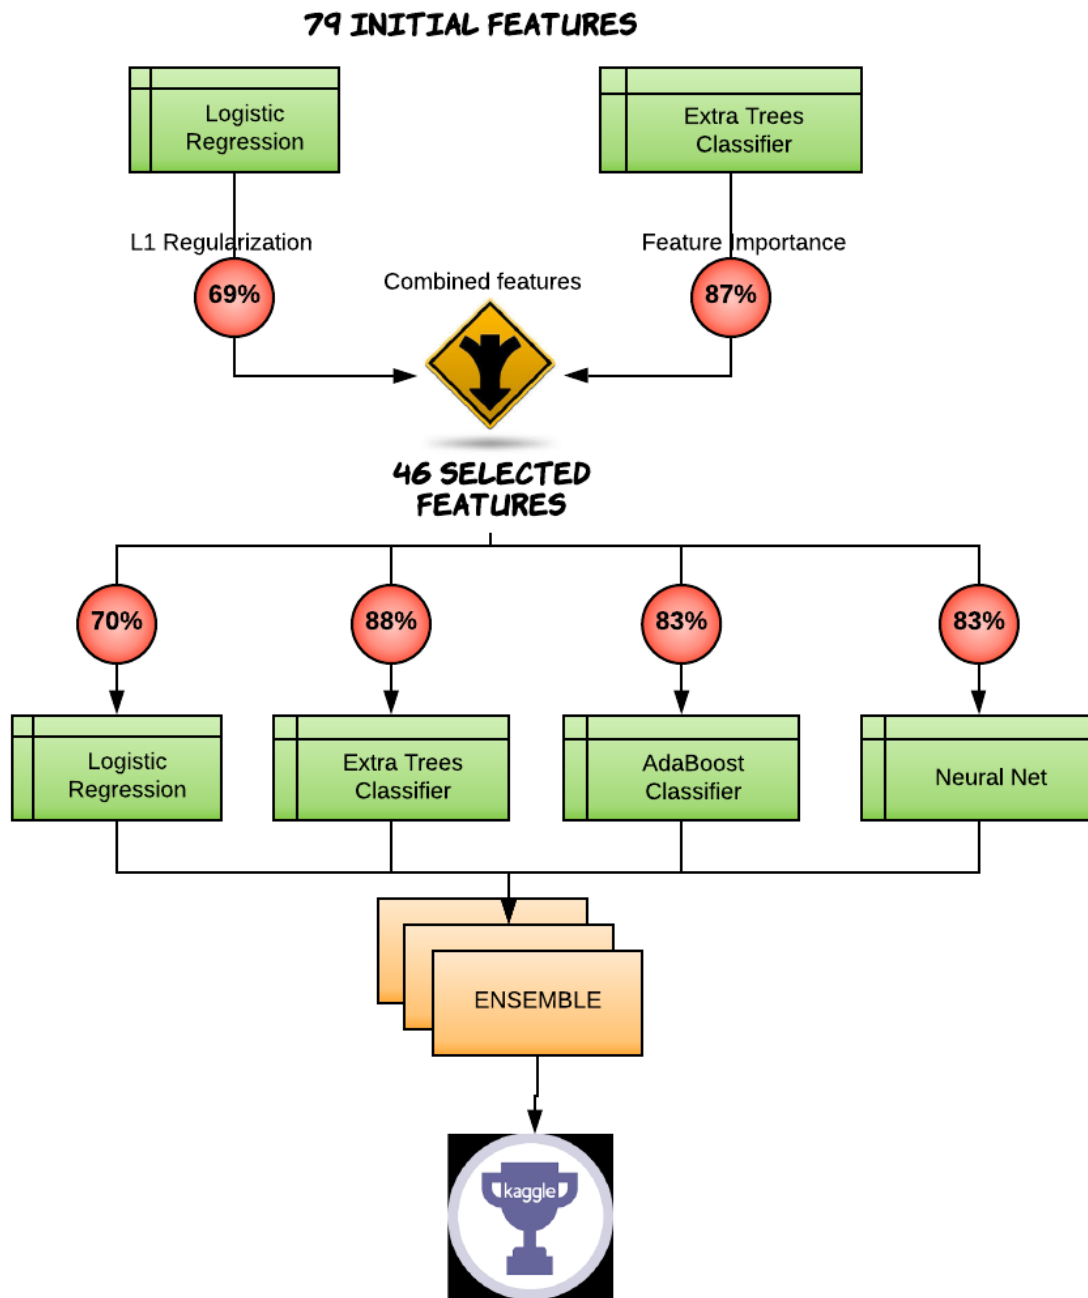 79 INITIAL FEATURES
Logistic
Regression
Extra Trees
Classifier
L1 Regularization
Feature Importance
69%
Combined features
87%
46 SELECTED
FEATURES
70%
88%
83%
83%
Logistic
Regression
Extra Trees
Classifier
AdaBoost
Classifier
Neural Net
ENSEMBLE
kaggle